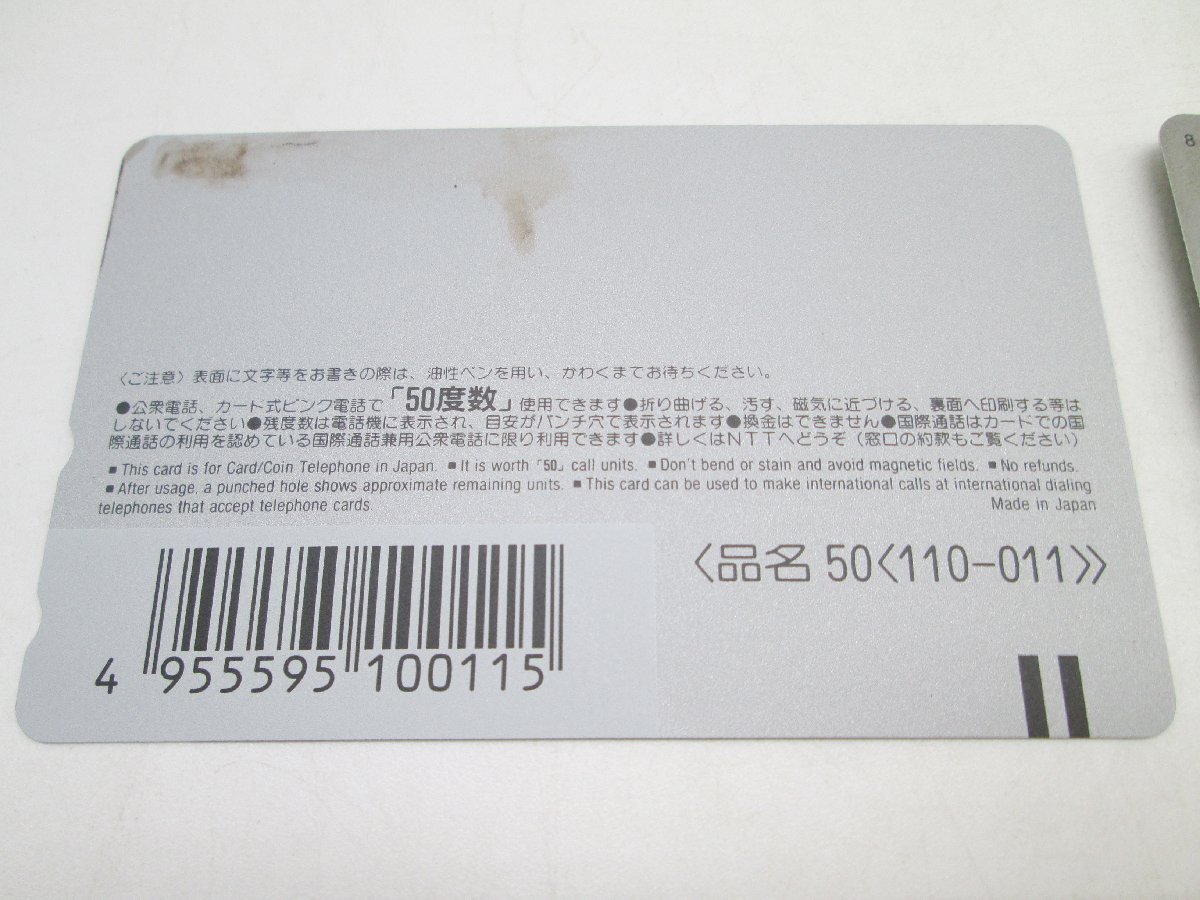 〈ご注意〉表面に文字等をお書きの際は、油性ペンを用い、かわくまでお待ちください。
●公衆電話、カード式ピンク電話で「50度数」使用できます●折り曲げる、汚す、磁気に近づける、裏面へ印刷する等は
しないでください●残度数は電話機に表示され、目安がパンチ穴で表示されます●換金はできません●国際通話はカードでの国
際通話の利用を認めている国際通話兼用公衆電話に限り利用できます●詳しくはNTTへどうぞ（窓口の約款もご覧ください）
■ This card is for Card/Coin Telephone in Japan. ■ It is worth「50」call units. ■ Don't bend or stain and avoid magnetic fields. ■ No refunds.
■ After usage, a punched hole shows approximate remaining units. ■ This card can be used to make international calls at international dialing
telephones that accept telephone cards. Made in Japan
〈品名 50〈110-011〉〉
4 955595 100115
8